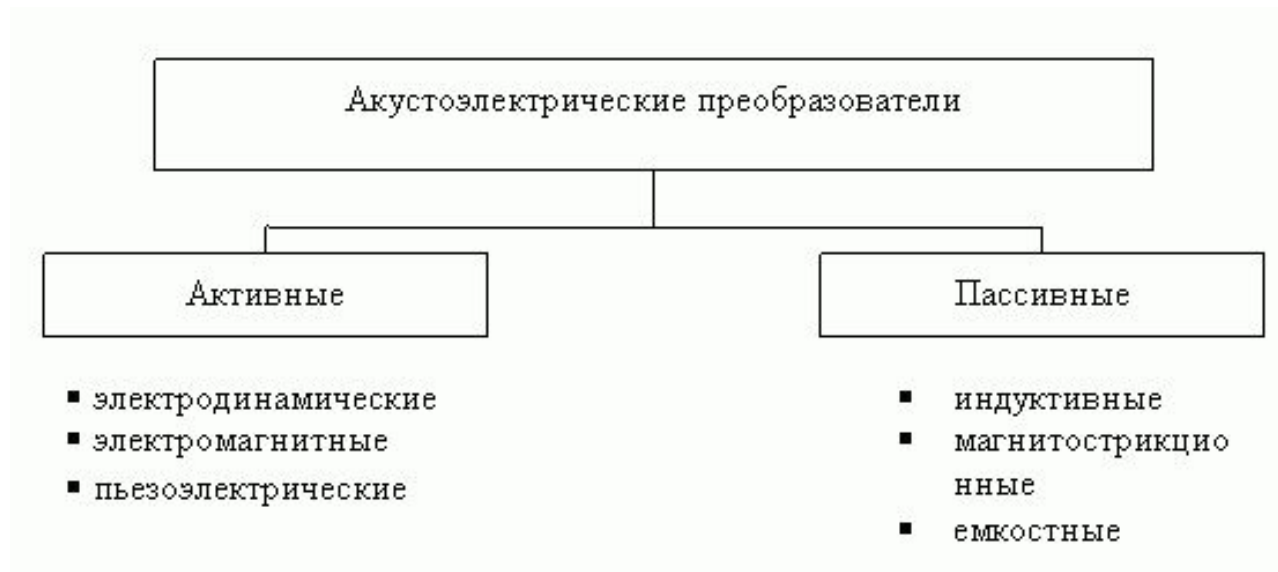 Акустоэлектрические преобразователи
Активные
Пассивные
▪ электродинамические
▪ электромагнитные
▪ пьезоэлектрические
▪ индуктивные
▪ магнитострикцио
нные
▪ емкостные